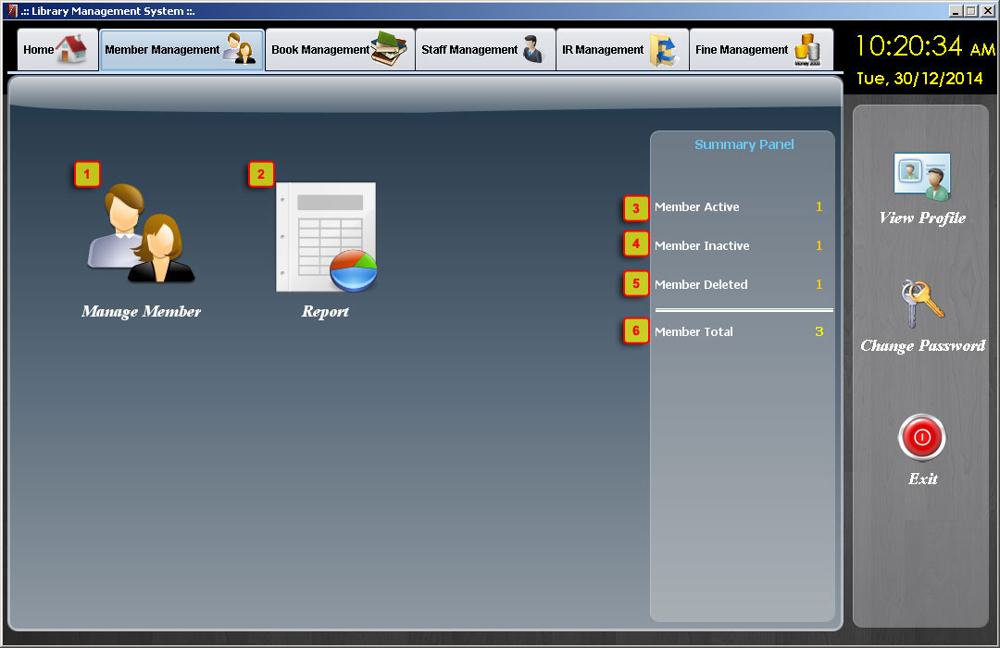 .:: Library Management System ::.
Home
Member Management
Book Management
Staff Management
IR Management
Fine Management
10:20:34 AM
Tue, 30/12/2014
Summary Panel
1
2
3 Member Active 1
4 Member Inactive 1
5 Member Deleted 1
6 Member Total 3
Manage Member
Report
View Profile
Change Password
Exit